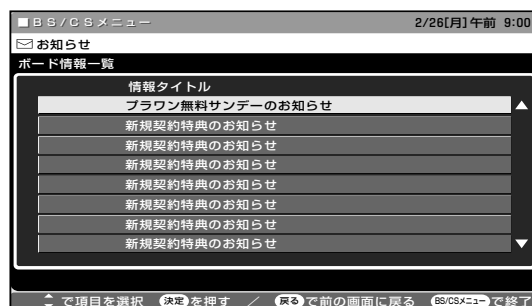 ■BS/CSメニュー 2/26[月]午前 9:00
お知らせ
ボード情報一覧
情報タイトル
プラワン無料サンデーのお知らせ
新規契約特典のお知らせ
新規契約特典のお知らせ
新規契約特典のお知らせ
新規契約特典のお知らせ
新規契約特典のお知らせ
新規契約特典のお知らせ
新規契約特典のお知らせ
で項目を選択 決定を押す / 戻るで前の画面に戻る BS/CSメニューで終了